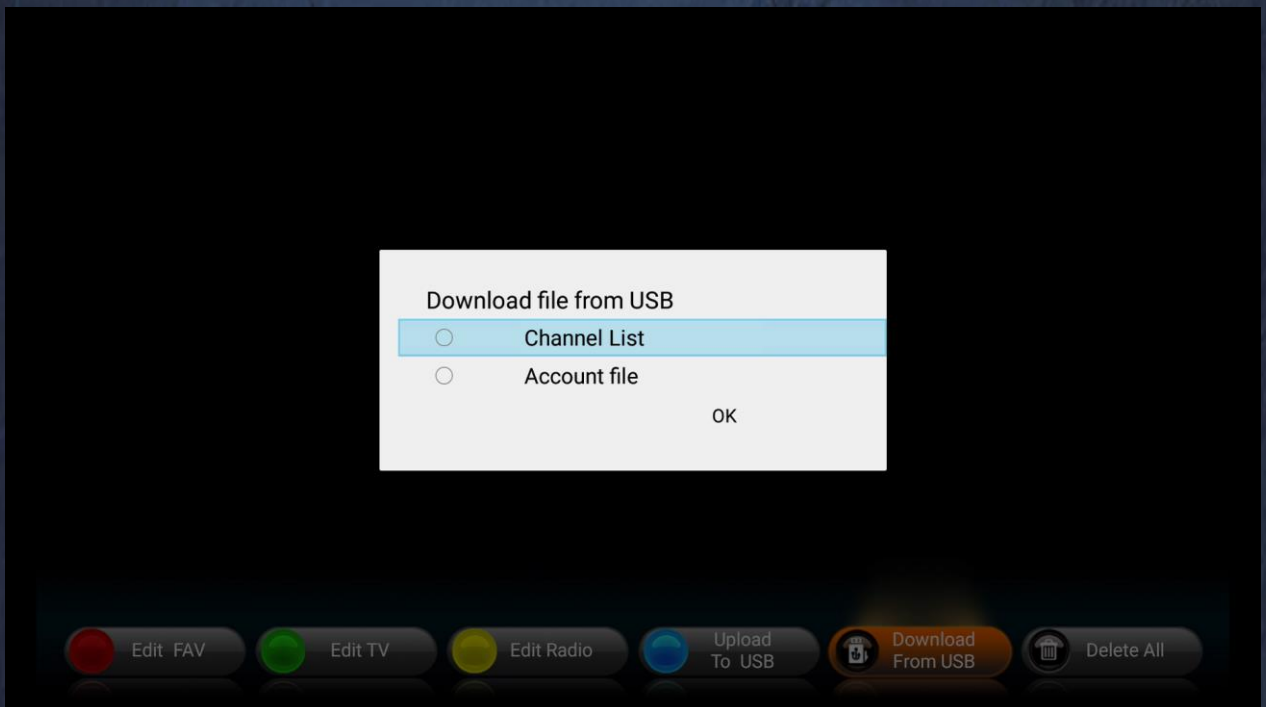 Download file from USB
Channel List
Account file
OK
Edit FAV
Edit TV
Edit Radio
Upload
To USB
Download
From USB
Delete All